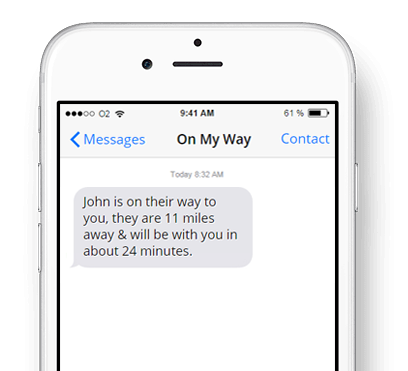 O2 9:41 AM 61 %
Messages On My Way Contact
Today 8:32 AM
John is on their way to
you, they are 11 miles
away & will be with you in
about 24 minutes.